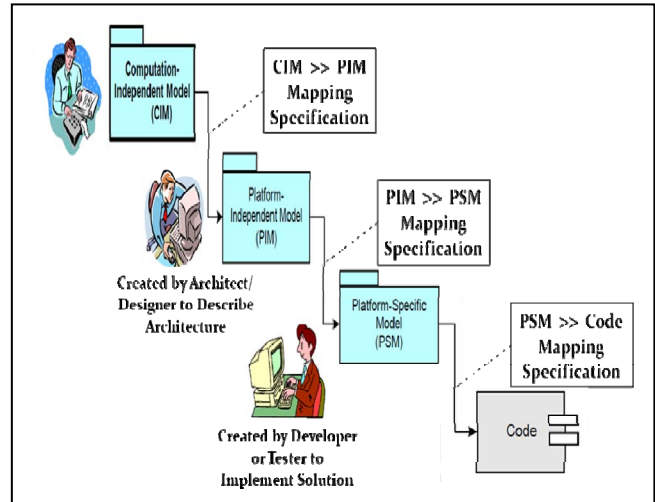 Computation-
Independent Model
(CIM)
CIM >> PIM
Mapping
Specification
Platform-
Independent Model
(PIM)
PIM >> PSM
Mapping
Specification
Created by Architect/
Designer to Describe
Architecture
Platform-Specific
Model
(PSM)
PSM >> Code
Mapping
Specification
Code
Created by Developer
or Tester to
Implement Solution